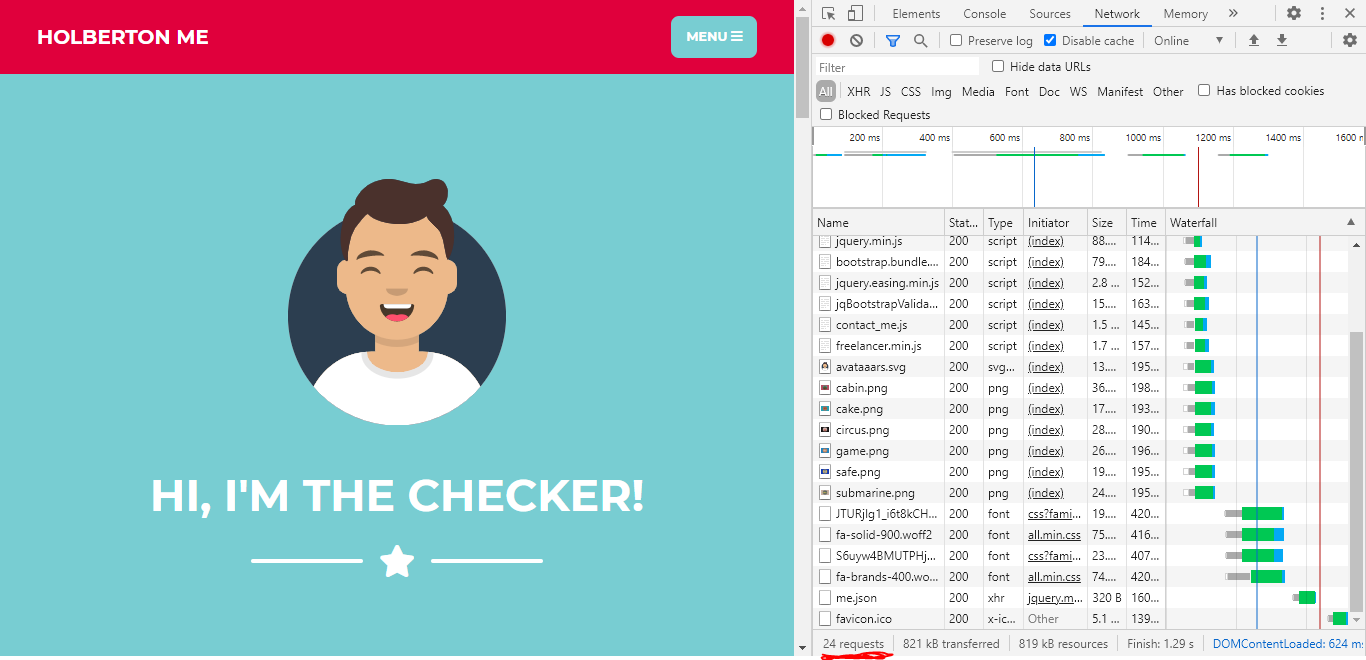 HOLBERTON ME
MENU
HI, I'M THE CHECKER!
Elements Console Sources Network Memory »
Preserve log Disable cache Online ▼
Filter Hide data URLs
All XHR JS CSS Img Media Font Doc WS Manifest Other Has blocked cookies
Blocked Requests
200 ms 400 ms 600 ms 800 ms 1000 ms 1200 ms 1400 ms 1600 m
Name Stat... Type Initiator Size Time Waterfall
jquery.min.js 200 script (index) 88.... 114...
bootstrap.bundle.... 200 script (index) 79.... 184...
jquery.easing.min.js 200 script (index) 2.8 ... 152...
jqBootstrapValida... 200 script (index) 15.... 163...
contact_me.js 200 script (index) 1.5 ... 145...
freelancer.min.js 200 script (index) 1.7 ... 157...
avataaars.svg 200 svg... (index) 13.... 195...
cabin.png 200 png (index) 36.... 198...
cake.png 200 png (index) 17.... 193...
circus.png 200 png (index) 28.... 190...
game.png 200 png (index) 26.... 196...
safe.png 200 png (index) 19.... 195...
submarine.png 200 png (index) 24.... 195...
JTURjIg1_i6t8kCH... 200 font css?fami... 19.... 420...
fa-solid-900.woff2 200 font all.min.css 75.... 416...
S6uyw4BMUTPHj... 200 font css?fami... 23.... 407...
fa-brands-400.wo... 200 font all.min.css 74.... 420...
me.json 200 xhr jquery.m... 320 B 160...
favicon.ico 200 x-ic... Other 5.1 ... 139...
24 requests 821 kB transferred 819 kB resources Finish: 1.29 s DOMContentLoaded: 624 m